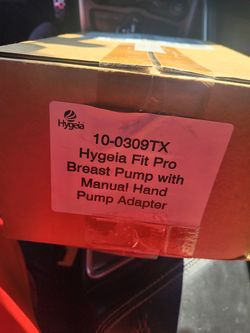 Hygeia
10-0309TX
Hygeia Fit Pro
Breast Pump with
Manual Hand
Pump Adapter